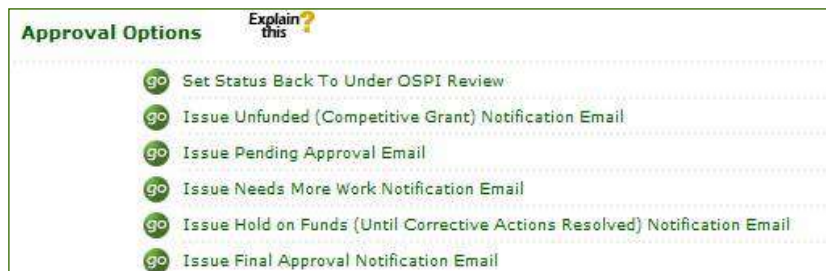 Approval Options
Explain this?
go Set Status Back To Under OSPI Review
go Issue Unfunded (Competitive Grant) Notification Email
go Issue Pending Approval Email
go Issue Needs More Work Notification Email
go Issue Hold on Funds (Until Corrective Actions Resolved) Notification Email
go Issue Final Approval Notification Email